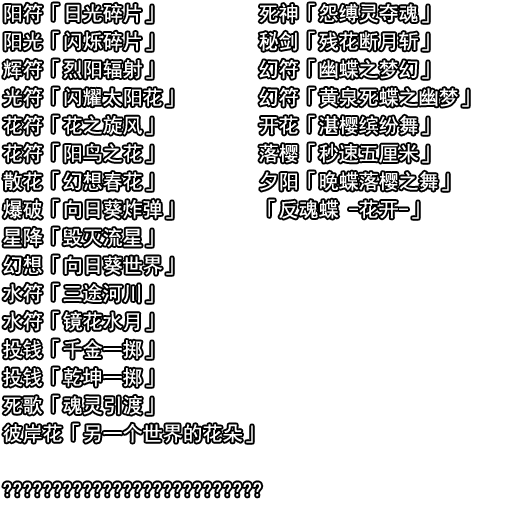 阳符「日光碎片」
阳光「闪烁碎片」
辉符「烈阳辐射」
光符「闪耀太阳花」
花符「花之旋风」
花符「阳鸟之花」
散花「幻想春花」
爆破「向日葵炸弹」
星降「毁灭流星」
幻想「向日葵世界」
水符「三途河川」
水符「镜花水月」
投钱「千金一掷」
投钱「乾坤一掷」
死歌「魂灵引渡」
彼岸花「另一个世界的花朵」
??????????????????????????
死神「怨缚灵夺魂」
秘剑「残花断月斩」
幻符「幽蝶之梦幻」
幻符「黄泉死蝶之幽梦」
开花「湛樱缤纷舞」
落樱「秒速五厘米」
夕阳「晚蝶落樱之舞」
「反魂蝶 -花开-」